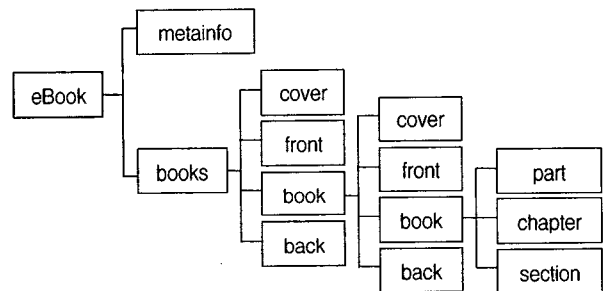 metainfo
eBook
cover
cover
front
books
front
part
book
book
chapter
back
back
section